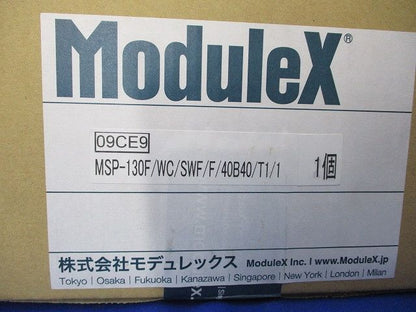 ModuleX®
09CE9
MSP-130F/WC/SWF/F/40B40/T1/1 1個
株式会社モデュレックス ModuleX Inc. | www.ModuleX.jp
Tokyo | Osaka | Fukuoka | Kanazawa | Singapore | New York | London | Milan